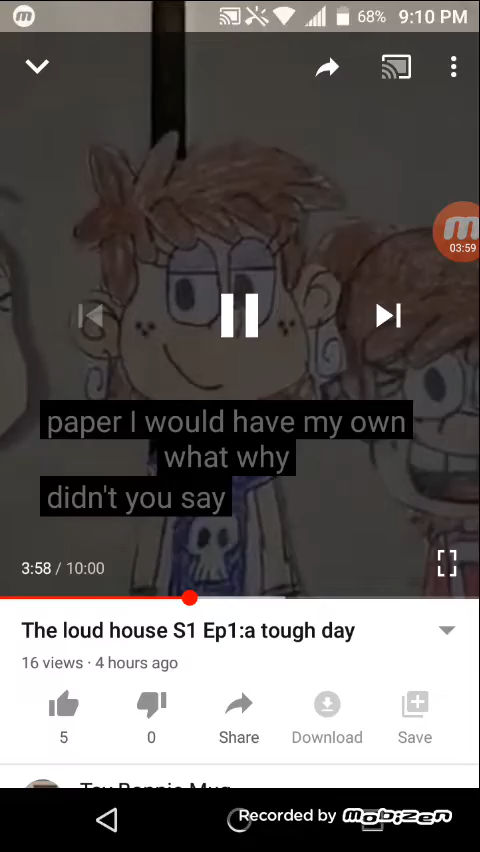 68% 9:10 PM
03:59
paper I would have my own
what why
didn't you say
3:58 / 10:00
The loud house S1 Ep1:a tough day
16 views · 4 hours ago
5 0 Share Download Save
Recorded by Mobizen